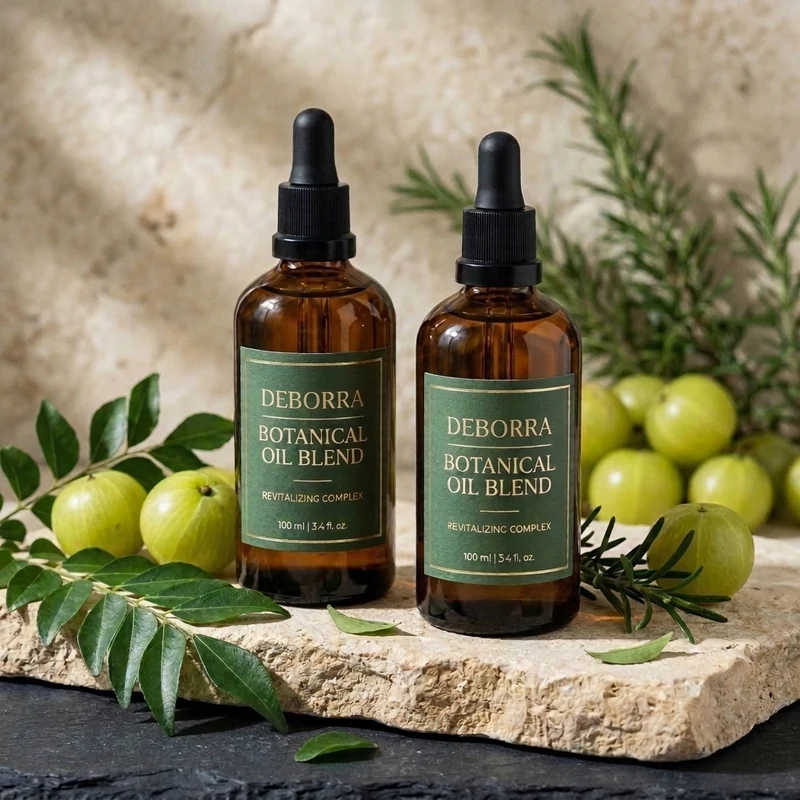 DEBORRA
BOTANICAL
OIL BLEND
REVITALIZING COMPLEX
100 ml | 3.4 fl. oz.
DEBORRA
BOTANICAL
OIL BLEND
REVITALIZING COMPLEX
100 ml | 3.4 fl. oz.